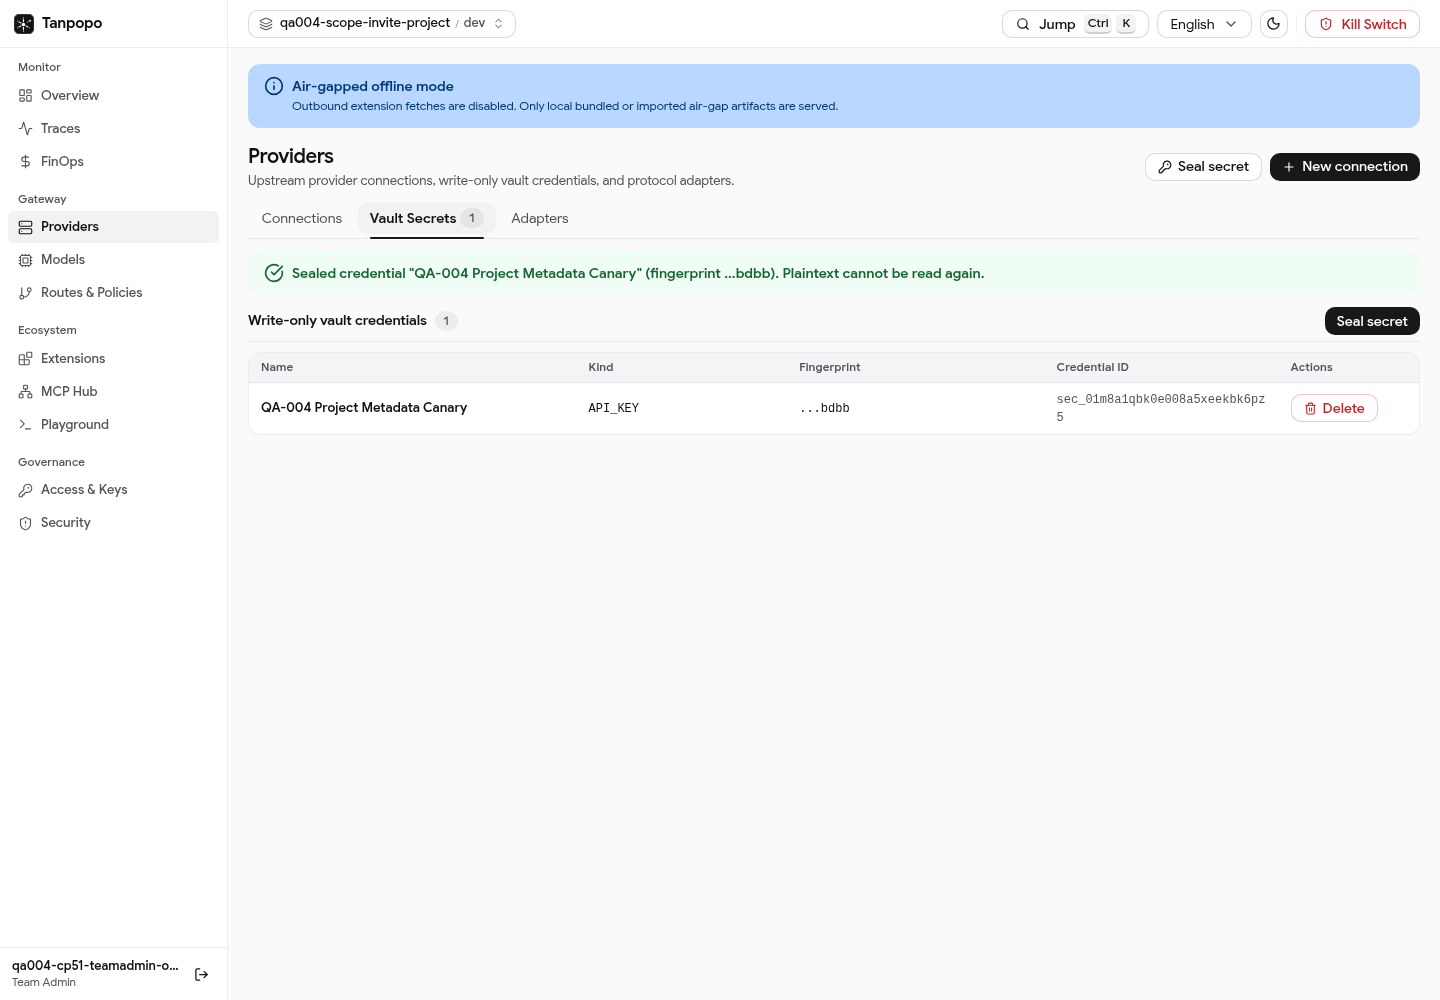 Tanpopo
qa004-scope-invite-project / dev
Jump Ctrl K
English
Kill Switch
Monitor
Overview
Traces
FinOps
Gateway
Providers
Models
Routes & Policies
Ecosystem
Extensions
MCP Hub
Playground
Governance
Access & Keys
Security
qa004-cp51-teamadmin-o...
Team Admin
Air-gapped offline mode
Outbound extension fetches are disabled. Only local bundled or imported air-gap artifacts are served.
Providers
Upstream provider connections, write-only vault credentials, and protocol adapters.
Seal secret
New connection
Connections
Vault Secrets 1
Adapters
Sealed credential "QA-004 Project Metadata Canary" (fingerprint ...bdbb). Plaintext cannot be read again.
Write-only vault credentials 1
Seal secret
Name Kind Fingerprint Credential ID Actions
QA-004 Project Metadata Canary API_KEY ...bdbb sec_01m8a1qbk0e008a5xeekbk6pz
5
Delete